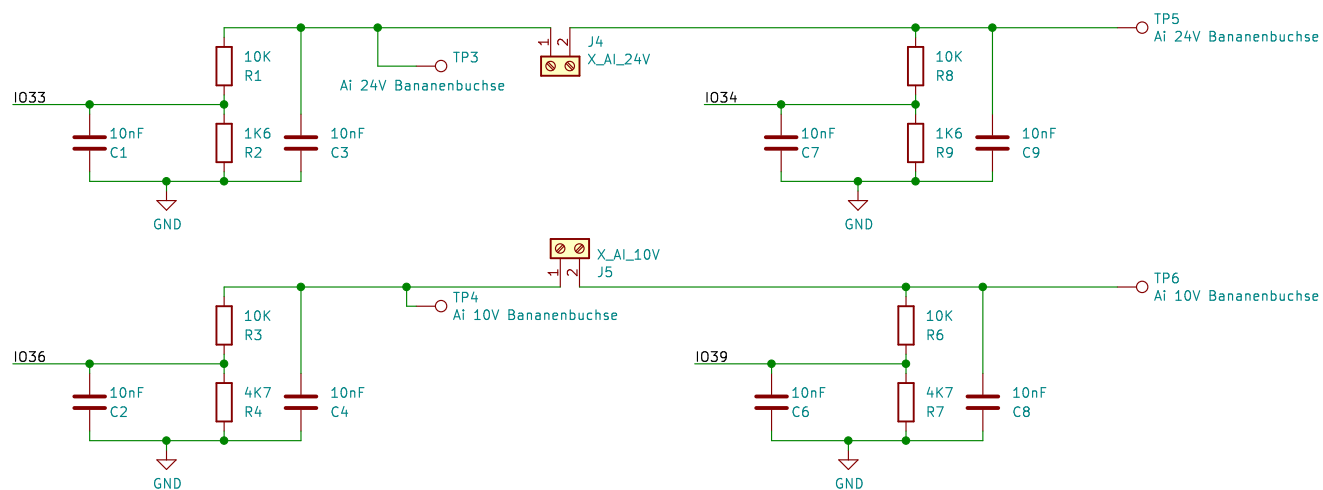 TP5
Ai 24V Bananenbuchse
J4
X_AI_24V
1
2
10K
R1
TP3
Ai 24V Bananenbuchse
10K
R8
IO33
IO34
10nF
C1
1K6
R2
10nF
C3
10nF
C7
1K6
R9
10nF
C9
GND
GND
X_AI_10V
J5
1
2
TP6
Ai 10V Bananenbuchse
10K
R3
TP4
Ai 10V Bananenbuchse
10K
R6
IO36
IO39
10nF
C2
4K7
R4
10nF
C4
10nF
C6
4K7
R7
10nF
C8
GND
GND